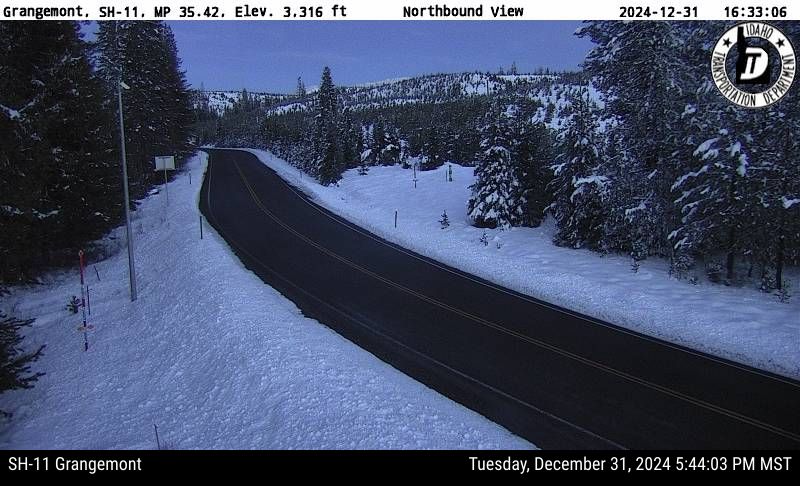 Grangemont, SH-11, MP 35.42, Elev. 3,316 ft Northbound View 2024-12-31 16:33:06
IDAHO
TRANSPORTATION DEPARTMENT
SH-11 Grangemont Tuesday, December 31, 2024 5:44:03 PM MST